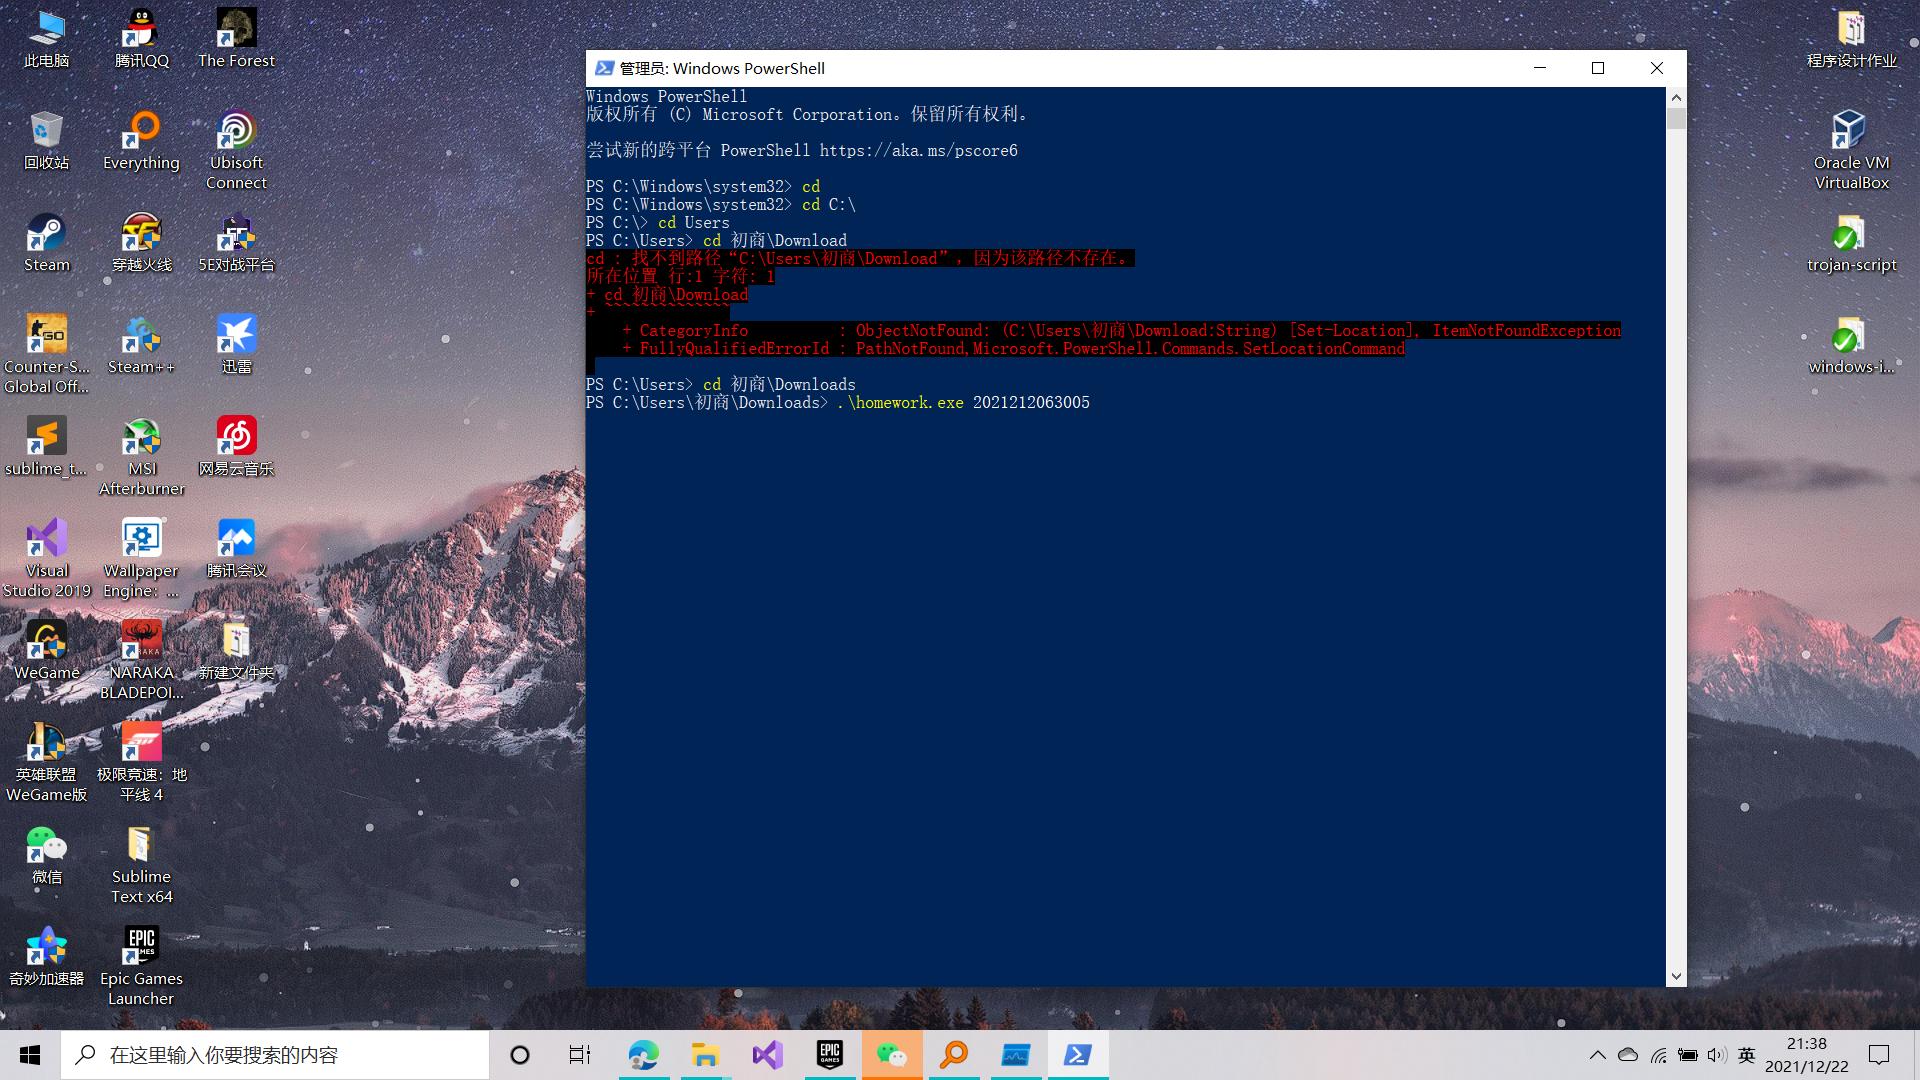 此电脑
腾讯QQ
The Forest
回收站
Everything
Ubisoft
Connect
Steam
穿越火线
5E对战平台
Counter-S...
Global Off...
Steam++
迅雷
sublime_t...
MSI
Afterburner
网易云音乐
Visual
Studio 2019
Wallpaper
Engine: ...
腾讯会议
WeGame
NARAKA
BLADEPOI...
新建文件夹
英雄联盟
WeGame版
极限竞速：地
平线 4
微信
Sublime
Text x64
奇妙加速器
Epic Games
Launcher
管理员: Windows PowerShell
Windows PowerShell
版权所有 (C) Microsoft Corporation。保留所有权利。
尝试新的跨平台 PowerShell https://aka.ms/pscore6
PS C:\Windows\system32> cd
PS C:\Windows\system32> cd C:\
PS C:\> cd Users
PS C:\Users> cd 初商\Download
cd : 找不到路径“C:\Users\初商\Download”，因为该路径不存在。
所在位置 行:1 字符: 1
+ cd 初商\Download
+ ~~~~~~~~~~~~~~
+ CategoryInfo          : ObjectNotFound: (C:\Users\初商\Download:String) [Set-Location], ItemNotFoundException
+ FullyQualifiedErrorId : PathNotFound,Microsoft.PowerShell.Commands.SetLocationCommand
PS C:\Users> cd 初商\Downloads
PS C:\Users\初商\Downloads> .\homework.exe 2021212063005
程序设计作业
Oracle VM
VirtualBox
trojan-script
windows-i...
在这里输入你要搜索的内容
EPIC
GAMES
英
21:38
2021/12/22